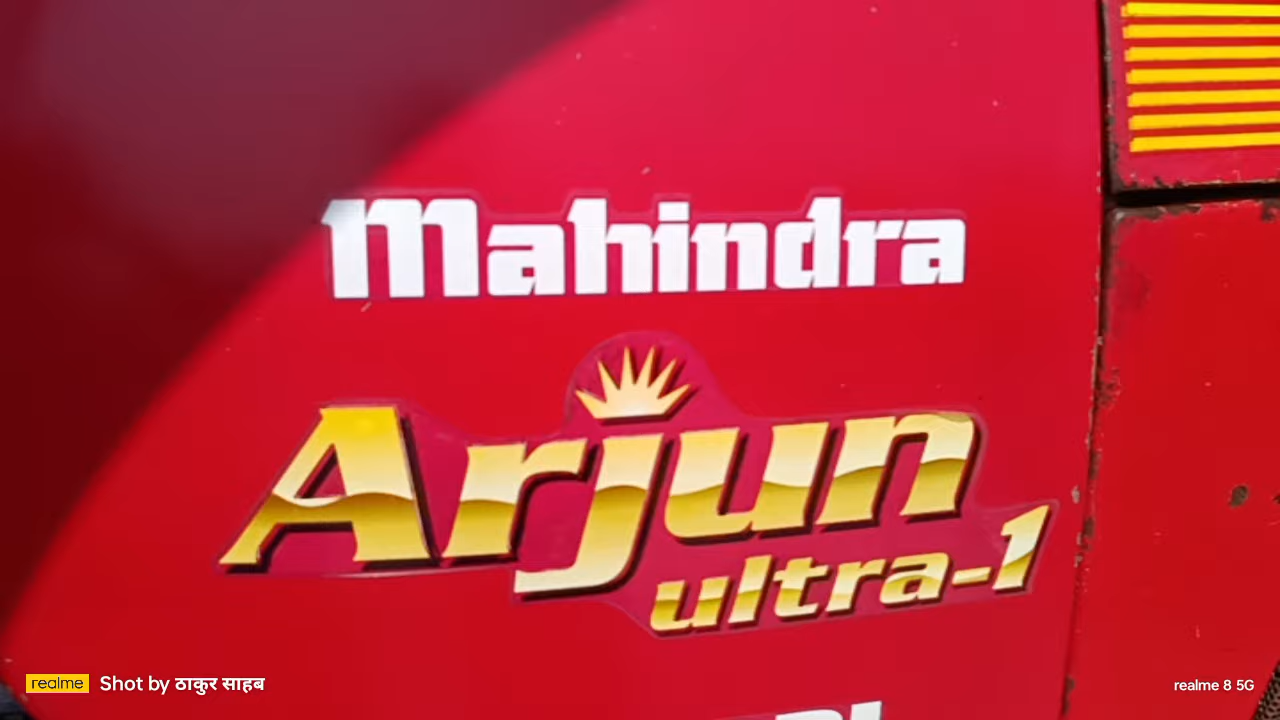 Mahindra
Arjun
ultra-1
realme Shot by ठाकुर साहब
realme 8 5G